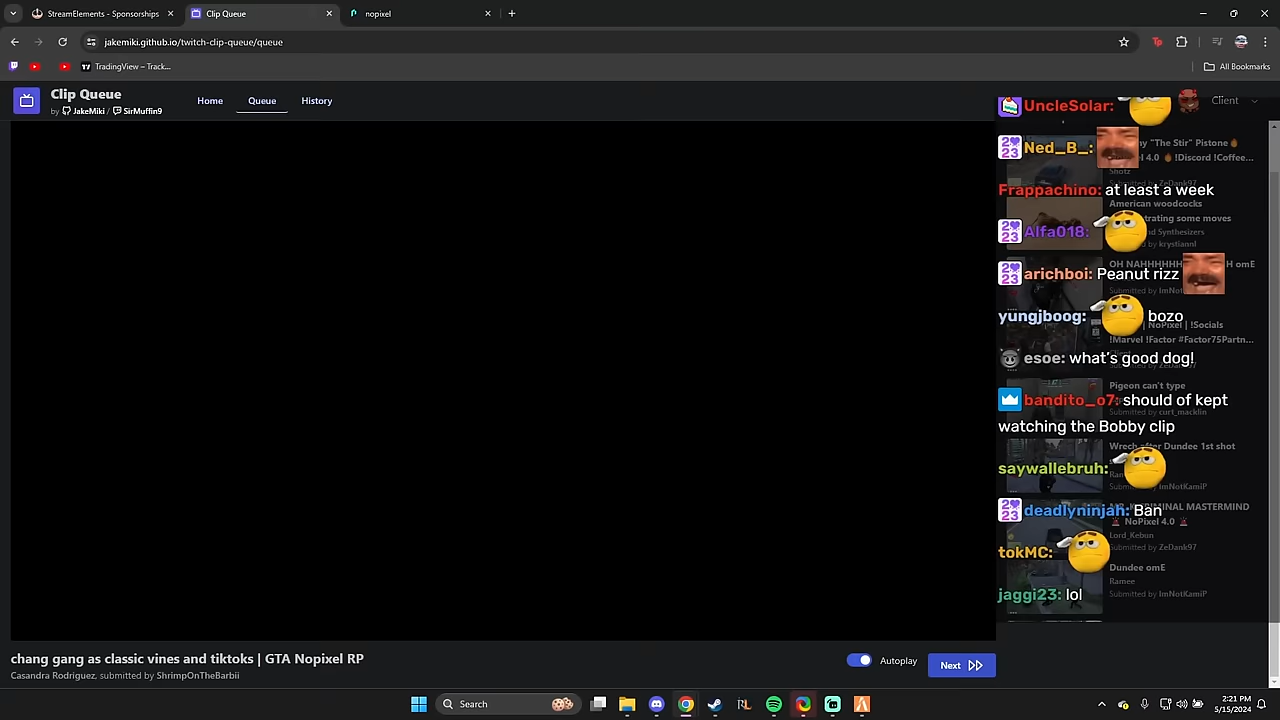 StreamElements - Sponsorships
Clip Queue
nopixel
jakemiki.github.io/twitch-clip-queue/queue
TradingView – Track...
All Bookmarks
Clip Queue
by JakeMiki / SirMuffin9
Home
Queue
History
Client
UncleSolar:
Ned_B_:
"The Stir" Pistone
4.0 !Discord !Coffee...
Shotz
Submitted by ZeDank97
Frappachino: at least a week
American woodcocks
some moves
Synthesizers
krystiannl
Alfa018:
OH NAHHHHHH
H omE
arichboi: Peanut rizz
Submitted by
yungjboog: bozo
| NoPixel | !Socials
!Marvel !Factor #Factor75Partn...
esoe: what's good dog!
Pigeon can't type
bandito_o7: should of kept
Submitted by curt_macklin
watching the Bobby clip
Wrech after Dundee 1st shot
saywallebruh:
Submitted by ImNotKamiP
CRIMINAL MASTERMIND
deadlyninjah: Ban
NoPixel 4.0
Lord_Kebun
Submitted by ZeDank97
tokMC:
Dundee omE
Ramee
Submitted by ImNotKamiP
jaggi23: lol
chang gang as classic vines and tiktoks | GTA Nopixel RP
Casandra Rodriguez, submitted by ShrimpOnTheBarbii
Autoplay
Next
Search
2:21 PM
5/15/2024